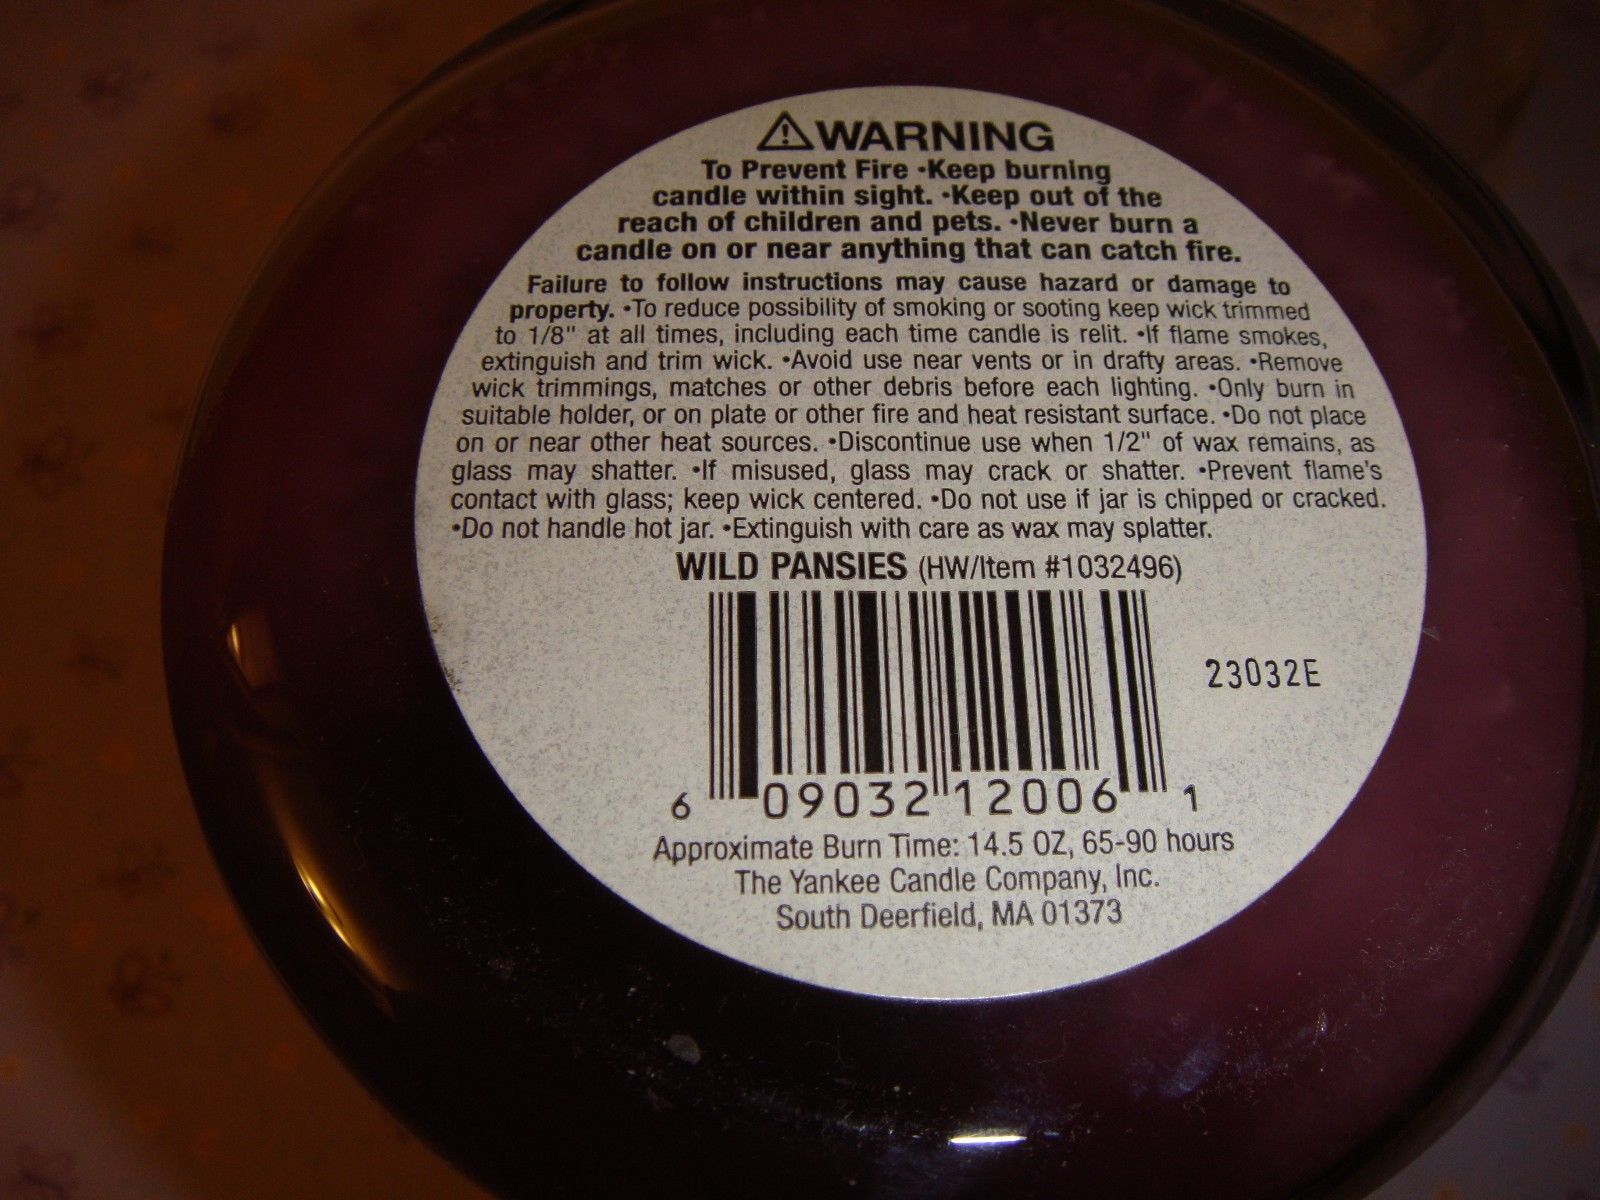 ⚠WARNING
To Prevent Fire •Keep burning
candle within sight. •Keep out of the
reach of children and pets. •Never burn a
candle on or near anything that can catch fire.
Failure to follow instructions may cause hazard or damage to
property. •To reduce possibility of smoking or sooting keep wick trimmed
to 1/8" at all times, including each time candle is relit. •If flame smokes,
extinguish and trim wick. •Avoid use near vents or in drafty areas. •Remove
wick trimmings, matches or other debris before each lighting. •Only burn in
suitable holder, or on plate or other fire and heat resistant surface. •Do not place
on or near other heat sources. •Discontinue use when 1/2" of wax remains, as
glass may shatter. •If misused, glass may crack or shatter. •Prevent flame's
contact with glass; keep wick centered. •Do not use if jar is chipped or cracked.
•Do not handle hot jar. •Extinguish with care as wax may splatter.
WILD PANSIES (HW/Item #1032496)
23032E
6 09032 12006 1
Approximate Burn Time: 14.5 OZ, 65-90 hours
The Yankee Candle Company, Inc.
South Deerfield, MA 01373